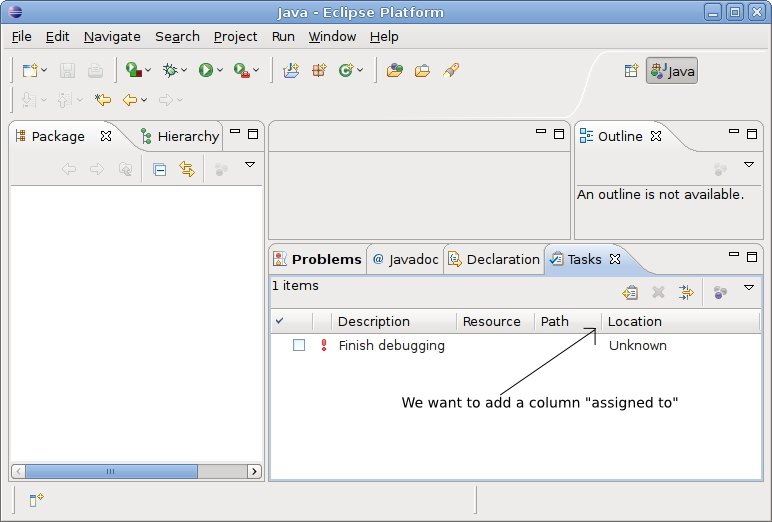 Java - Eclipse Platform
File Edit Navigate Search Project Run Window Help
Java
Package Hierarchy
Outline
An outline is not available.
Problems @ Javadoc Declaration Tasks
1 items
Description Resource Path Location
Finish debugging Unknown
We want to add a column "assigned to"